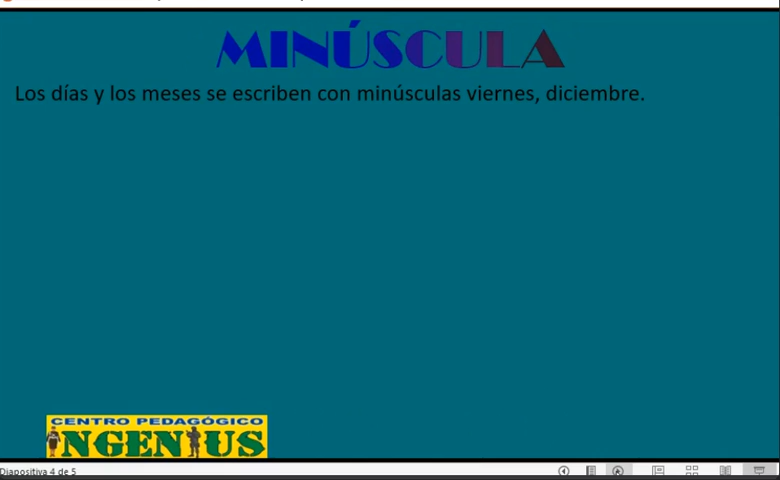 MINÚSCULA
Los días y los meses se escriben con minúsculas viernes, diciembre.
CENTRO PEDAGÓGICO
INGENIUS
Diapositiva 4 de 5